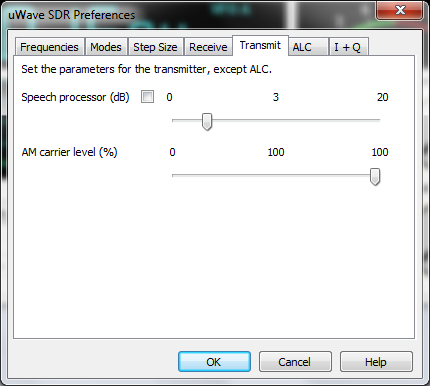 uWave SDR Preferences
Frequencies Modes Step Size Receive Transmit ALC I + Q
Set the parameters for the transmitter, except ALC.
Speech processor (dB) 0 3 20
AM carrier level (%) 0 100 100
OK Cancel Help